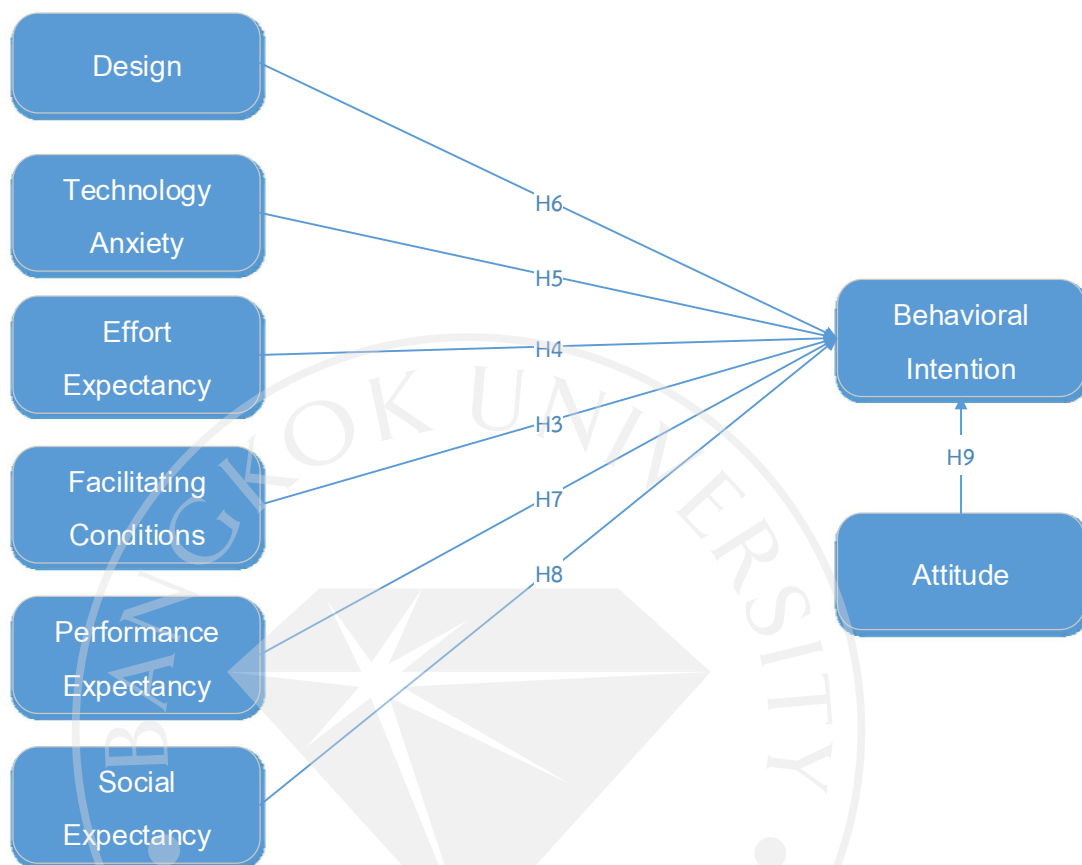 Design
Technology
Anxiety
Effort
Expectancy
Facilitating
Conditions
Performance
Expectancy
Social
Expectancy
H6
H5
H4
H3
H7
H8
Behavioral
Intention
H9
Attitude
BANGKOK UNIVERSITY